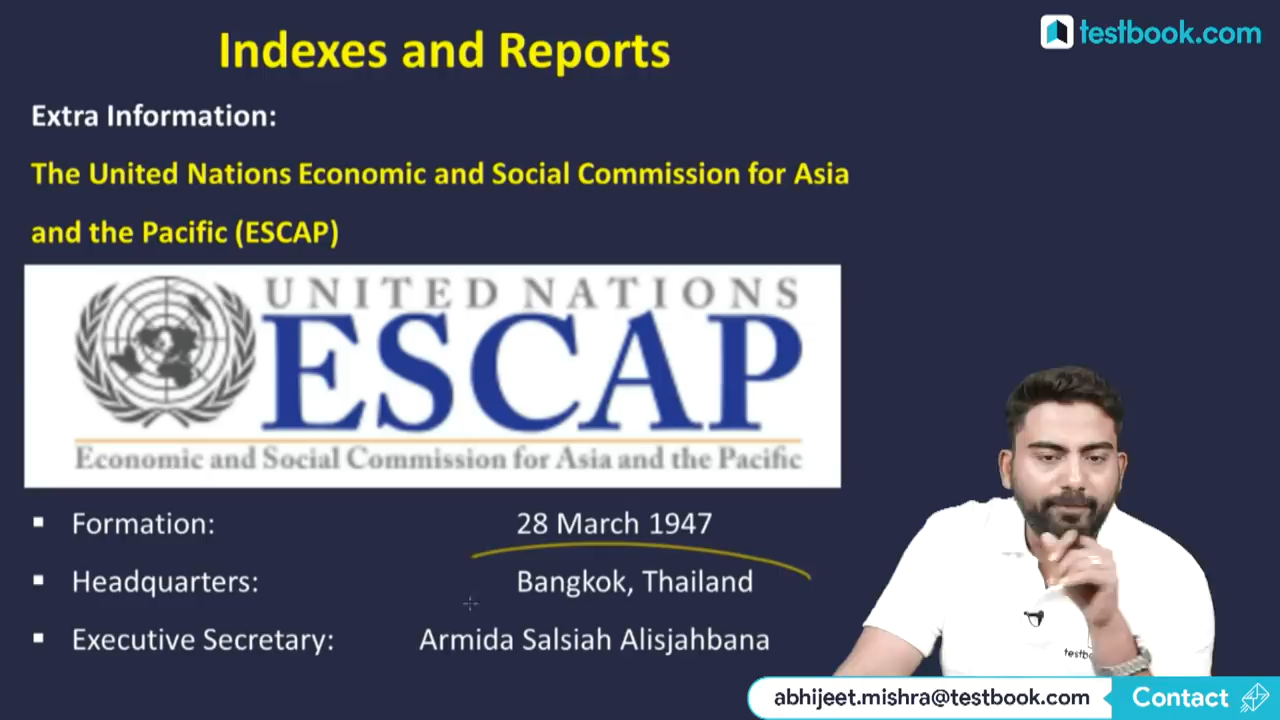 Indexes and Reports
testbook.com
Extra Information:
The United Nations Economic and Social Commission for Asia
and the Pacific (ESCAP)
UNITED NATIONS
ESCAP
Economic and Social Commission for Asia and the Pacific
▪ Formation: 28 March 1947
▪ Headquarters: Bangkok, Thailand
▪ Executive Secretary: Armida Salsiah Alisjahbana
abhijeet.mishra@testbook.com
Contact